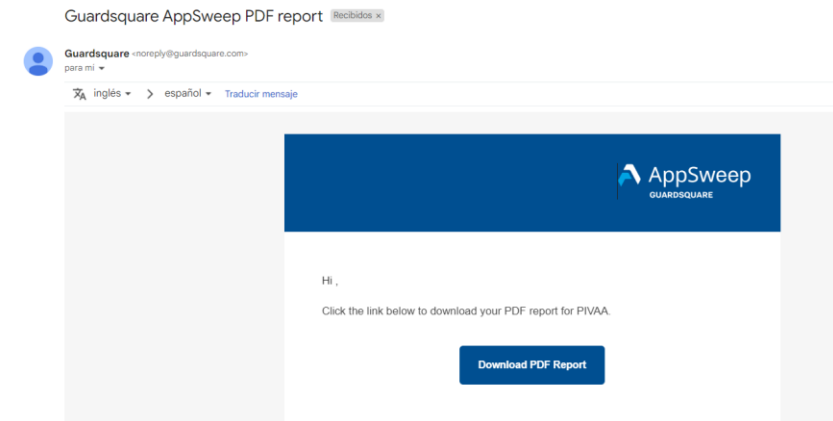 Guardsquare AppSweep PDF report Recibidos ×
Guardsquare <noreply@guardsquare.com>
para mí
inglés > español Traducir mensaje
AppSweep
GUARDSQUARE
Hi ,
Click the link below to download your PDF report for PIVAA.
Download PDF Report